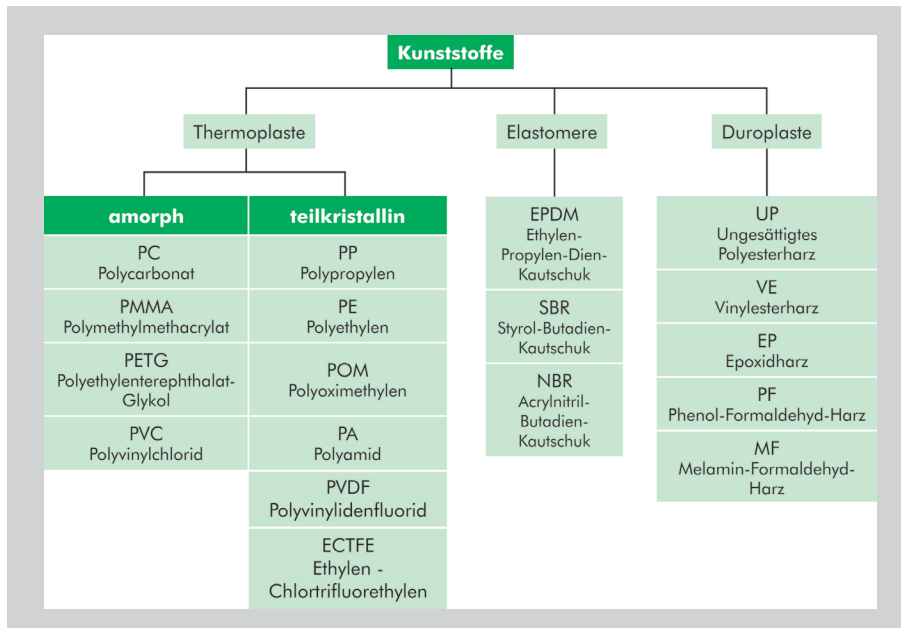 Kunststoffe
Thermoplaste
Elastomere
Duroplaste
amorph
PC
Polycarbonat
PMMA
Polymethylmethacrylat
PETG
Polyethylenterephthalat-
Glykol
PVC
Polyvinylchlorid
teilkristallin
PP
Polypropylen
PE
Polyethylen
POM
Polyoximethylen
PA
Polyamid
PVDF
Polyvinylidenfluorid
ECTFE
Ethylen -
Chlortrifluorethylen
EPDM
Ethylen-
Propylen-Dien-
Kautschuk
SBR
Styrol-Butadien-
Kautschuk
NBR
Acrylnitril-
Butadien-
Kautschuk
UP
Ungesättigtes
Polyesterharz
VE
Vinylesterharz
EP
Epoxidharz
PF
Phenol-Formaldehyd-Harz
MF
Melamin-Formaldehyd-
Harz